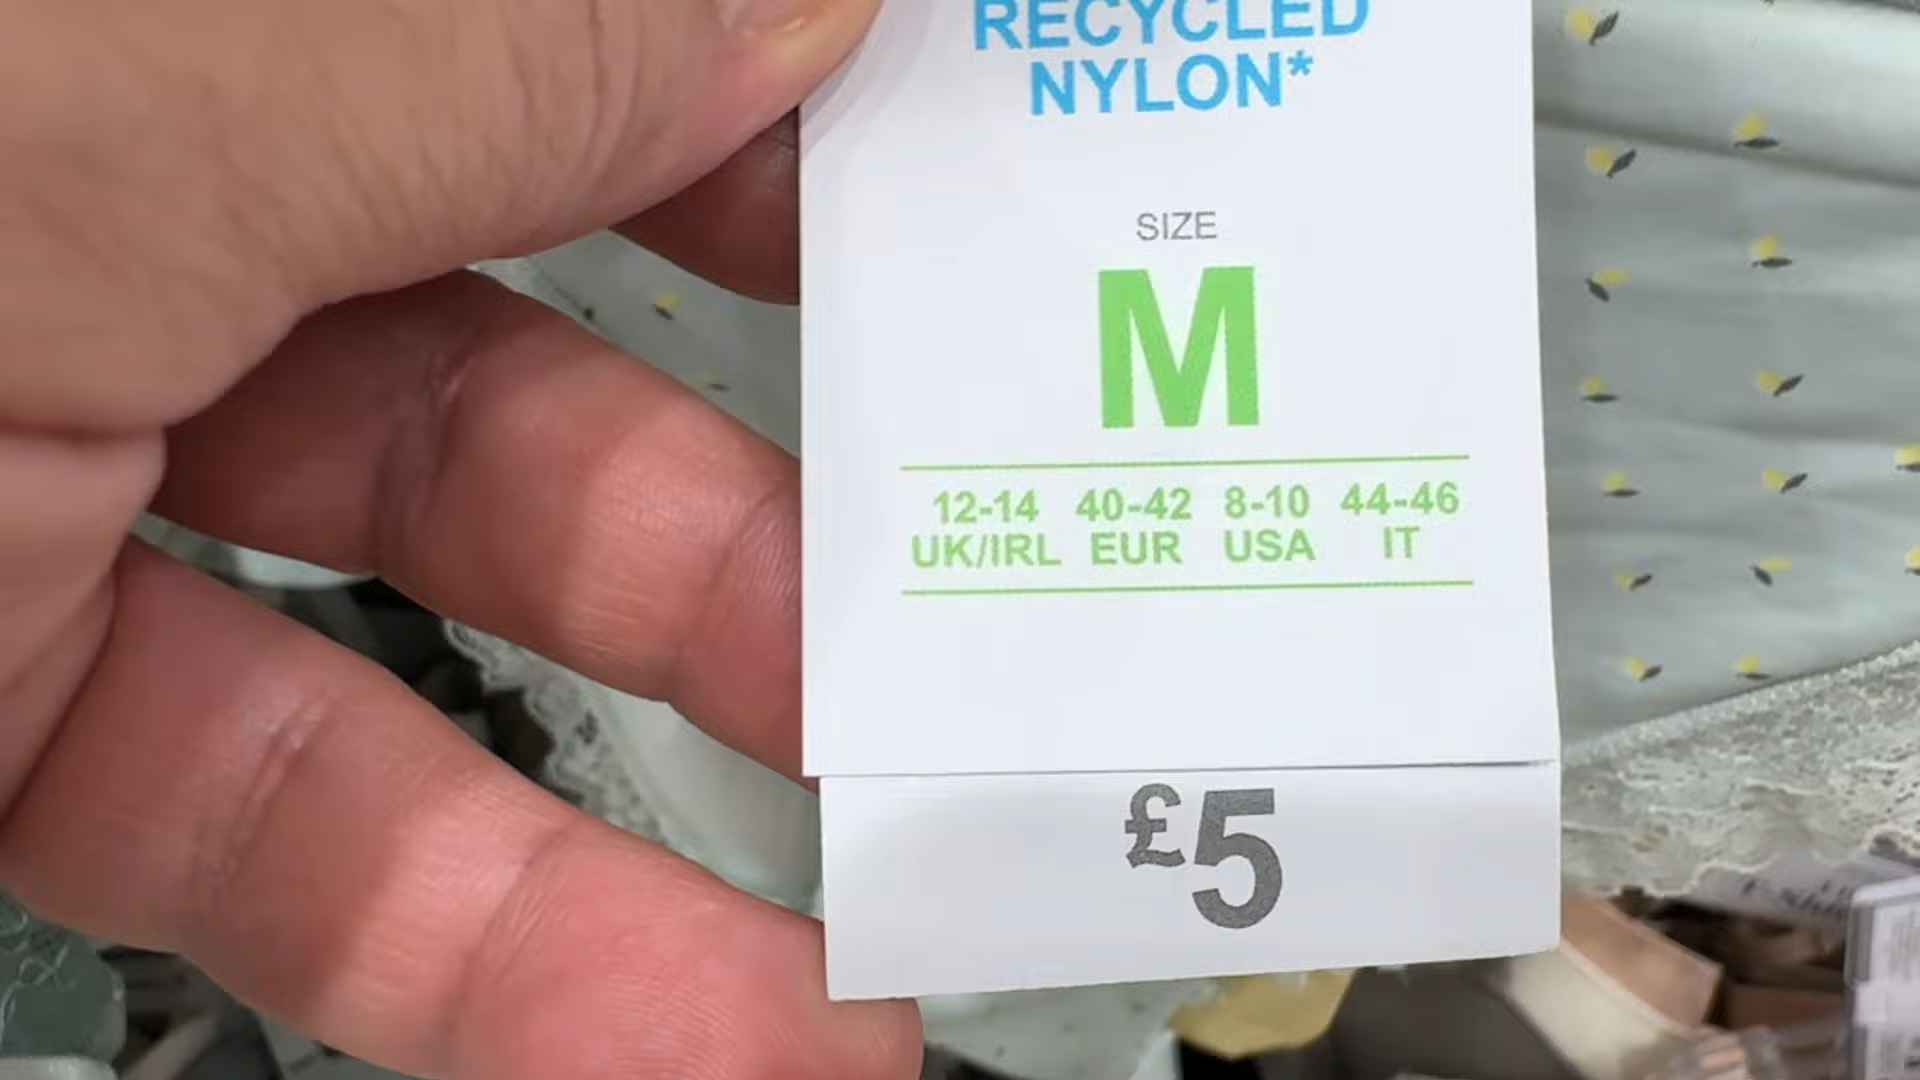 RECYCLED
NYLON*
SIZE
M
12-14 40-42 8-10 44-46
UK/IRL EUR USA IT
£5